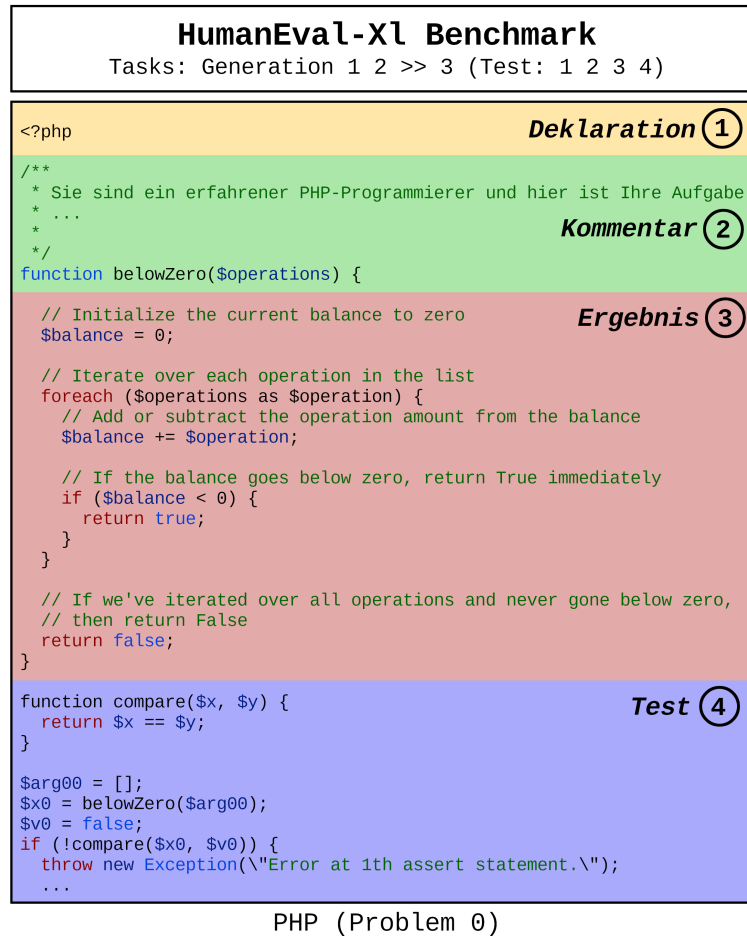 HumanEval-Xl Benchmark
Tasks: Generation 1 2 >> 3 (Test: 1 2 3 4)
<?php
Deklaration 1
/**
 * Sie sind ein erfahrener PHP-Programmierer und hier ist Ihre Aufgabe
 * ...
 *
Kommentar 2
 */
function belowZero($operations) {
  // Initialize the current balance to zero
Ergebnis 3
  $balance = 0;
  // Iterate over each operation in the list
  foreach ($operations as $operation) {
    // Add or subtract the operation amount from the balance
    $balance += $operation;
    // If the balance goes below zero, return True immediately
    if ($balance < 0) {
      return true;
    }
  }
  // If we've iterated over all operations and never gone below zero,
  // then return False
  return false;
}
function compare($x, $y) {
Test 4
  return $x == $y;
}
$arg00 = [];
$x0 = belowZero($arg00);
$v0 = false;
if (!compare($x0, $v0)) {
  throw new Exception(\"Error at 1th assert statement.\");
  ...
PHP (Problem 0)